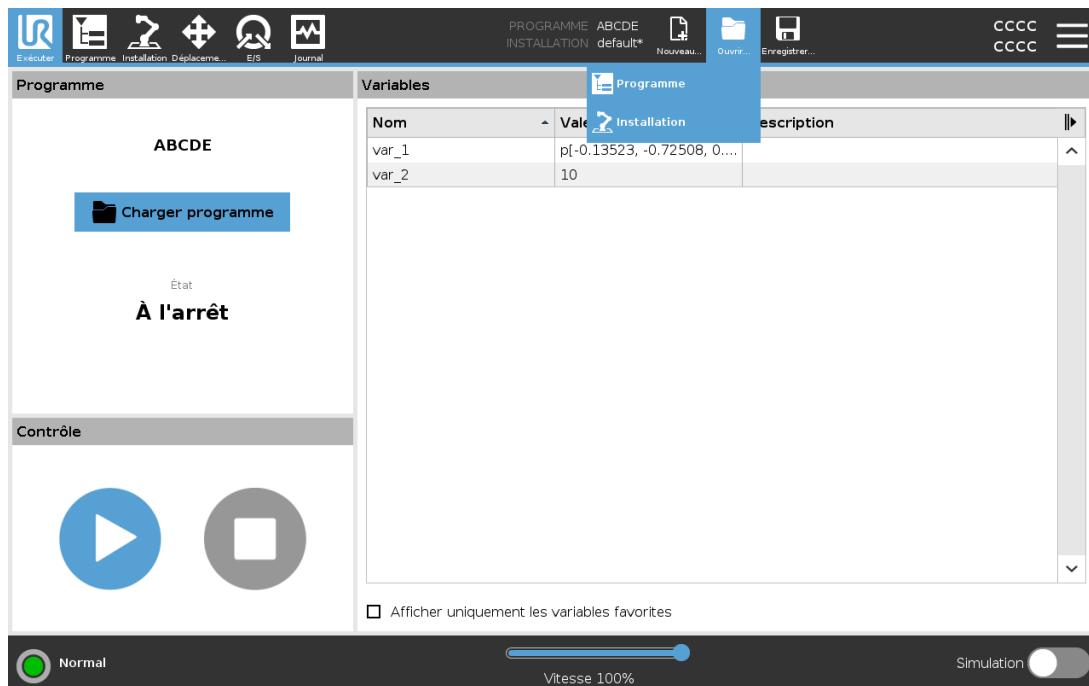 PROGRAMME ABCDE
INSTALLATION default*
CCCC
CCCC
Exécuter Programme Installation Déplaceme... E/S Journal
Nouveau... Ouvrir... Enregistrer...
Programme
Installation
Programme
ABCDE
Charger programme
État
À l'arrêt
Contrôle
Variables
Nom Vale escription
var_1 p[-0.13523, -0.72508, 0....
var_2 10
Afficher uniquement les variables favorites
Normal
Vitesse 100%
Simulation